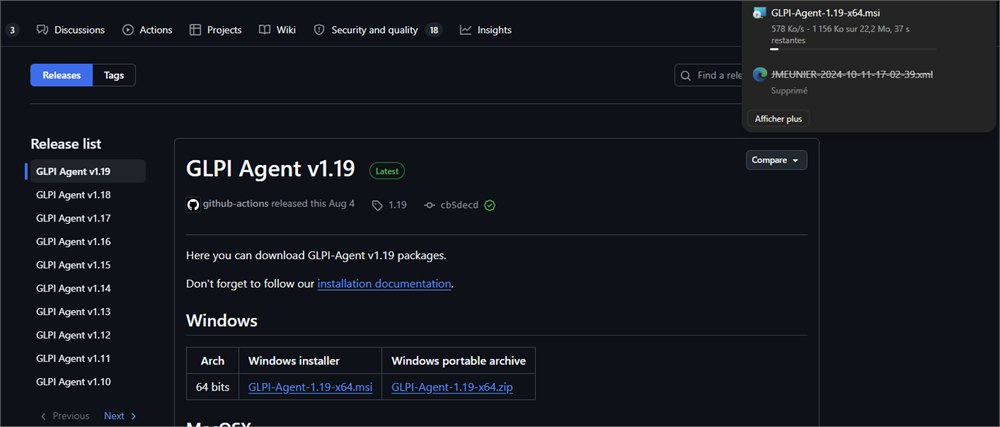 3 Discussions Actions Projects Wiki Security and quality 18 Insights
GLPI-Agent-1.19-x64.msi
578 Ko/s - 1 156 Ko sur 22,2 Mo, 37 s
restantes
JMEUNIER-2024-10-11-17-02-39.xml
Supprimé
Afficher plus
Releases Tags
Find a rele
Release list
GLPI Agent v1.19
GLPI Agent v1.18
GLPI Agent v1.17
GLPI Agent v1.16
GLPI Agent v1.15
GLPI Agent v1.14
GLPI Agent v1.13
GLPI Agent v1.12
GLPI Agent v1.11
GLPI Agent v1.10
Previous Next
GLPI Agent v1.19 Latest
Compare
github-actions released this Aug 4 1.19 cb5decd
Here you can download GLPI-Agent v1.19 packages.
Don't forget to follow our installation documentation.
Windows
Arch Windows installer Windows portable archive
64 bits GLPI-Agent-1.19-x64.msi GLPI-Agent-1.19-x64.zip
MacOSX